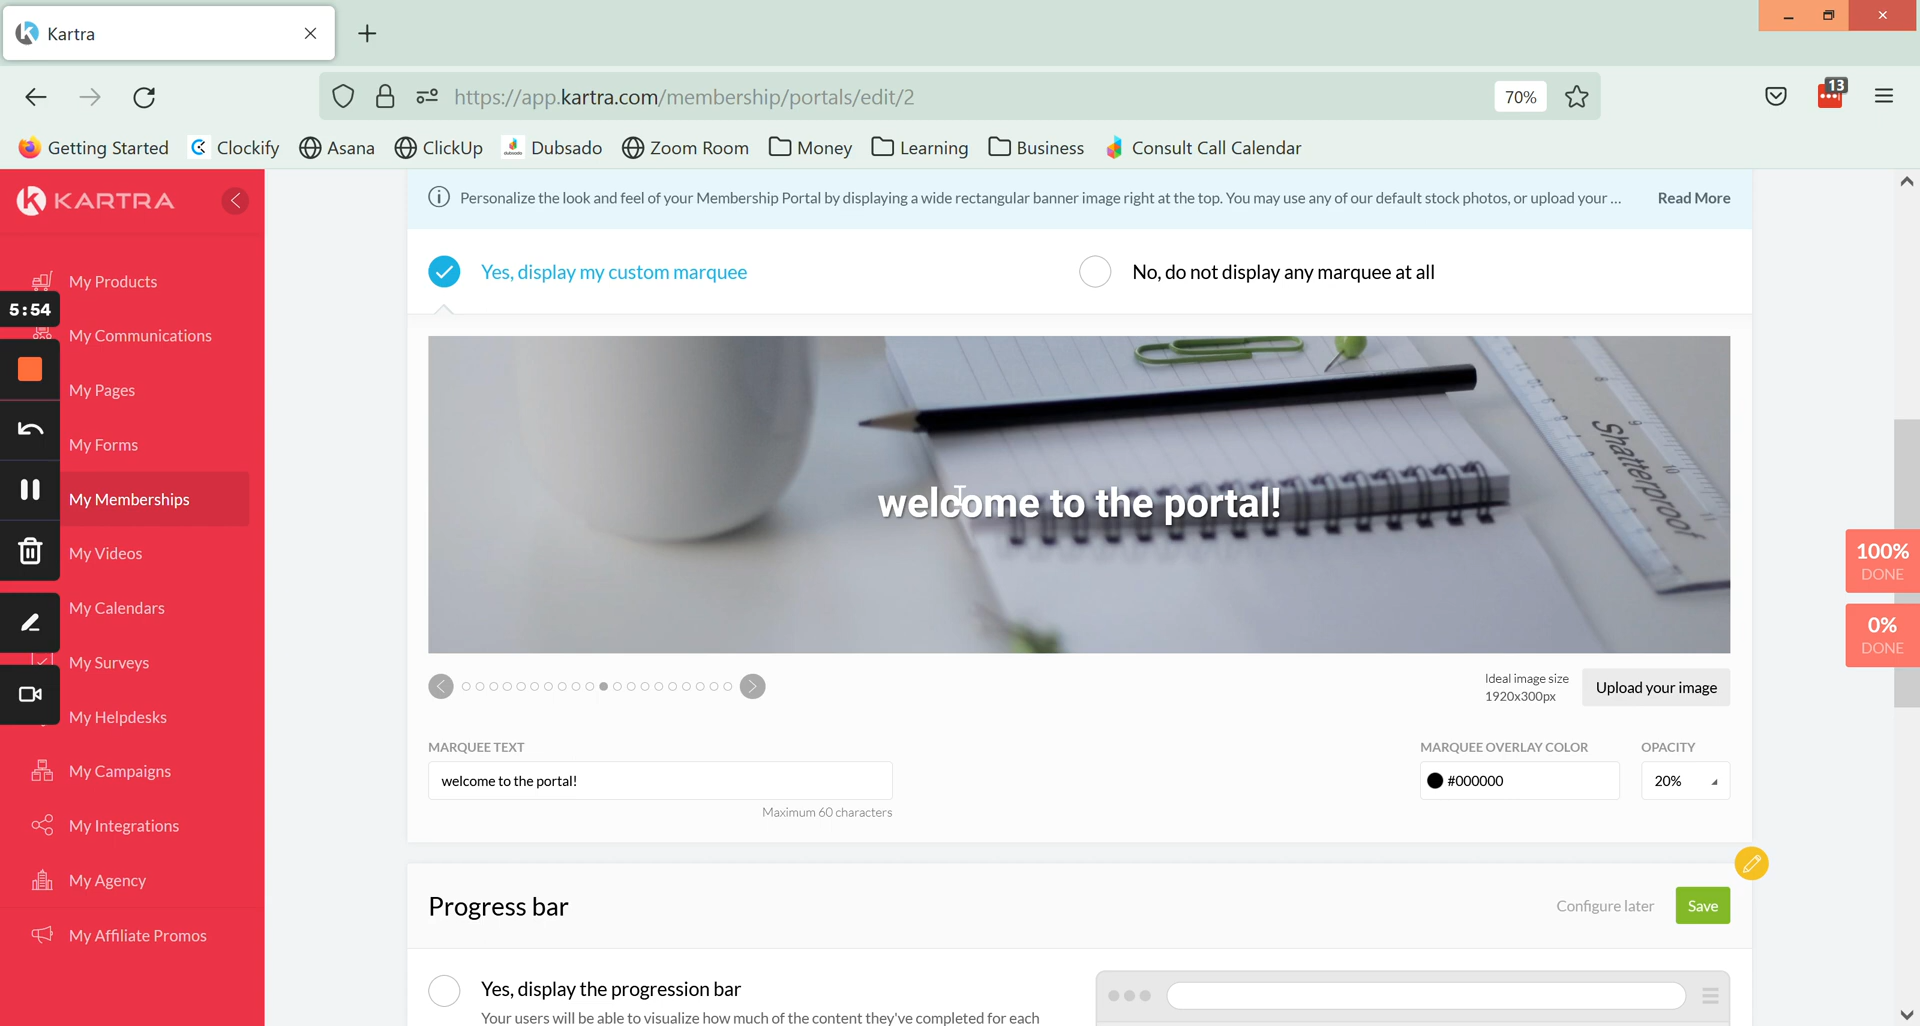 Kartra
https://app.kartra.com/membership/portals/edit/2
70%
13
Getting Started
Clockify
Asana
ClickUp
Dubsado
Zoom Room
Money
Learning
Business
Consult Call Calendar
KARTRA
My Products
5:54
My Communications
My Pages
My Forms
My Memberships
My Videos
My Calendars
My Surveys
My Helpdesks
My Campaigns
My Integrations
My Agency
My Affiliate Promos
Personalize the look and feel of your Membership Portal by displaying a wide rectangular banner image right at the top. You may use any of our default stock photos, or upload your ...
Read More
Yes, display my custom marquee
No, do not display any marquee at all
Shatterproof
welcome to the portal!
Ideal image size
1920x300px
Upload your image
MARQUEE TEXT
welcome to the portal!
Maximum 60 characters
MARQUEE OVERLAY COLOR
#000000
OPACITY
20%
100%
DONE
0%
DONE
Progress bar
Configure later
Save
Yes, display the progression bar
Your users will be able to visualize how much of the content they've completed for each